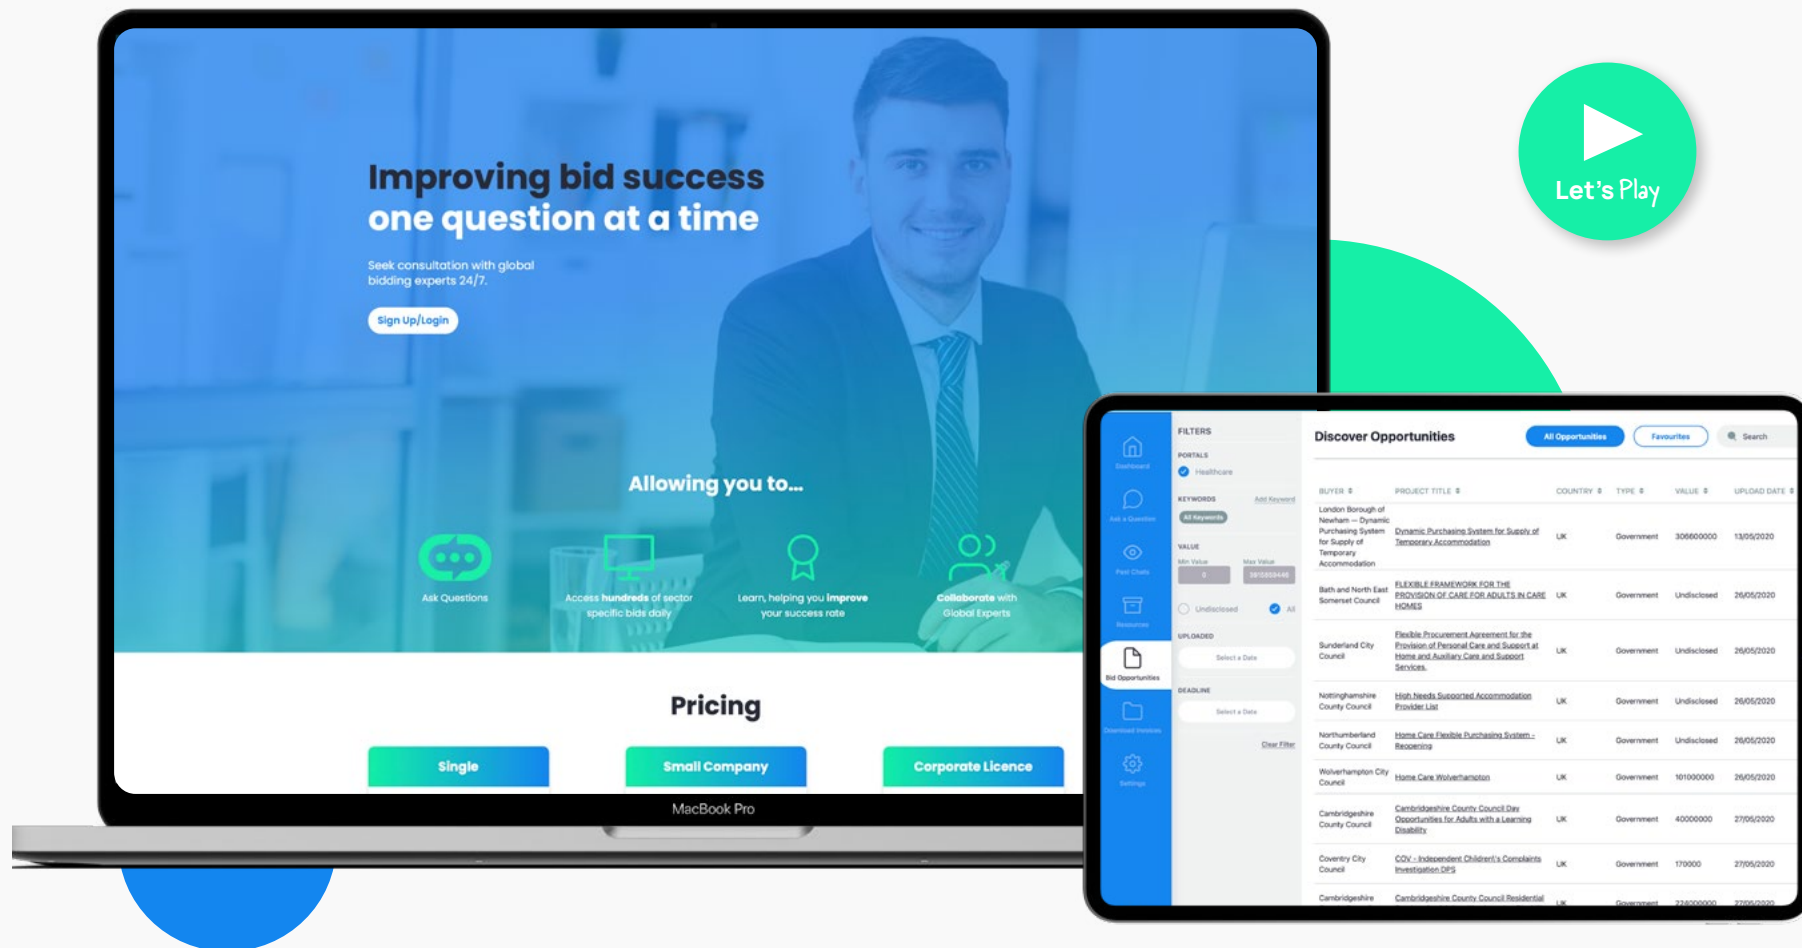 Improving bid success
one question at a time
Seek consultation with global
bidding experts 24/7.
Sign Up/Login
Allowing you to...
Ask Questions
Access hundreds of sector
specific bids daily
Learn, helping you improve
your success rate
Collaborate with
Global Experts
Pricing
Single
Small Company
Corporate Licence
MacBook Pro
Let's Play
Dashboard
Ask a Question
Past Chats
Resources
Bid Opportunities
Download Invoices
Settings
FILTERS
PORTALS
Healthcare
KEYWORDS Add Keyword
All Keywords
VALUE
Min Value Max Value
0
Undisclosed All
UPLOADED
Select a Date
DEADLINE
Select a Date
Clear Filter
Discover Opportunities
All Opportunities
Favourites
Search
BUYER PROJECT TITLE COUNTRY TYPE VALUE UPLOAD DATE
London Borough of
Newham — Dynamic
Purchasing System
for Supply of
Temporary
Accommodation
Dynamic Purchasing System for Supply of
Temporary Accommodation
UK Government 306600000 13/05/2020
Bath and North East
Somerset Council
FLEXIBLE FRAMEWORK FOR THE
PROVISION OF CARE FOR ADULTS IN CARE
HOMES
UK Government Undisclosed 26/05/2020
Sunderland City
Council
Flexible Procurement Agreement for the
Provision of Personal Care and Support at
Home and Auxiliary Care and Support
Services.
UK Government Undisclosed 26/05/2020
Nottinghamshire
County Council
High Needs Supported Accommodation
Provider List
UK Government Undisclosed 26/05/2020
Northumberland
County Council
Home Care Flexible Purchasing System -
Reopening
UK Government Undisclosed 26/05/2020
Wolverhampton City
Council
Home Care Wolverhampton
UK Government 101000000 26/05/2020
Cambridgeshire
County Council
Cambridgeshire County Council Day
Opportunities for Adults with a Learning
Disability
UK Government 40000000 27/05/2020
Coventry City
Council
COV - Independent Children\'s Complaints
Investigation DPS
UK Government 170000 27/05/2020
Cambridgeshire
Cambridgeshire County Council Residential
UK Government 224000000 27/05/2020